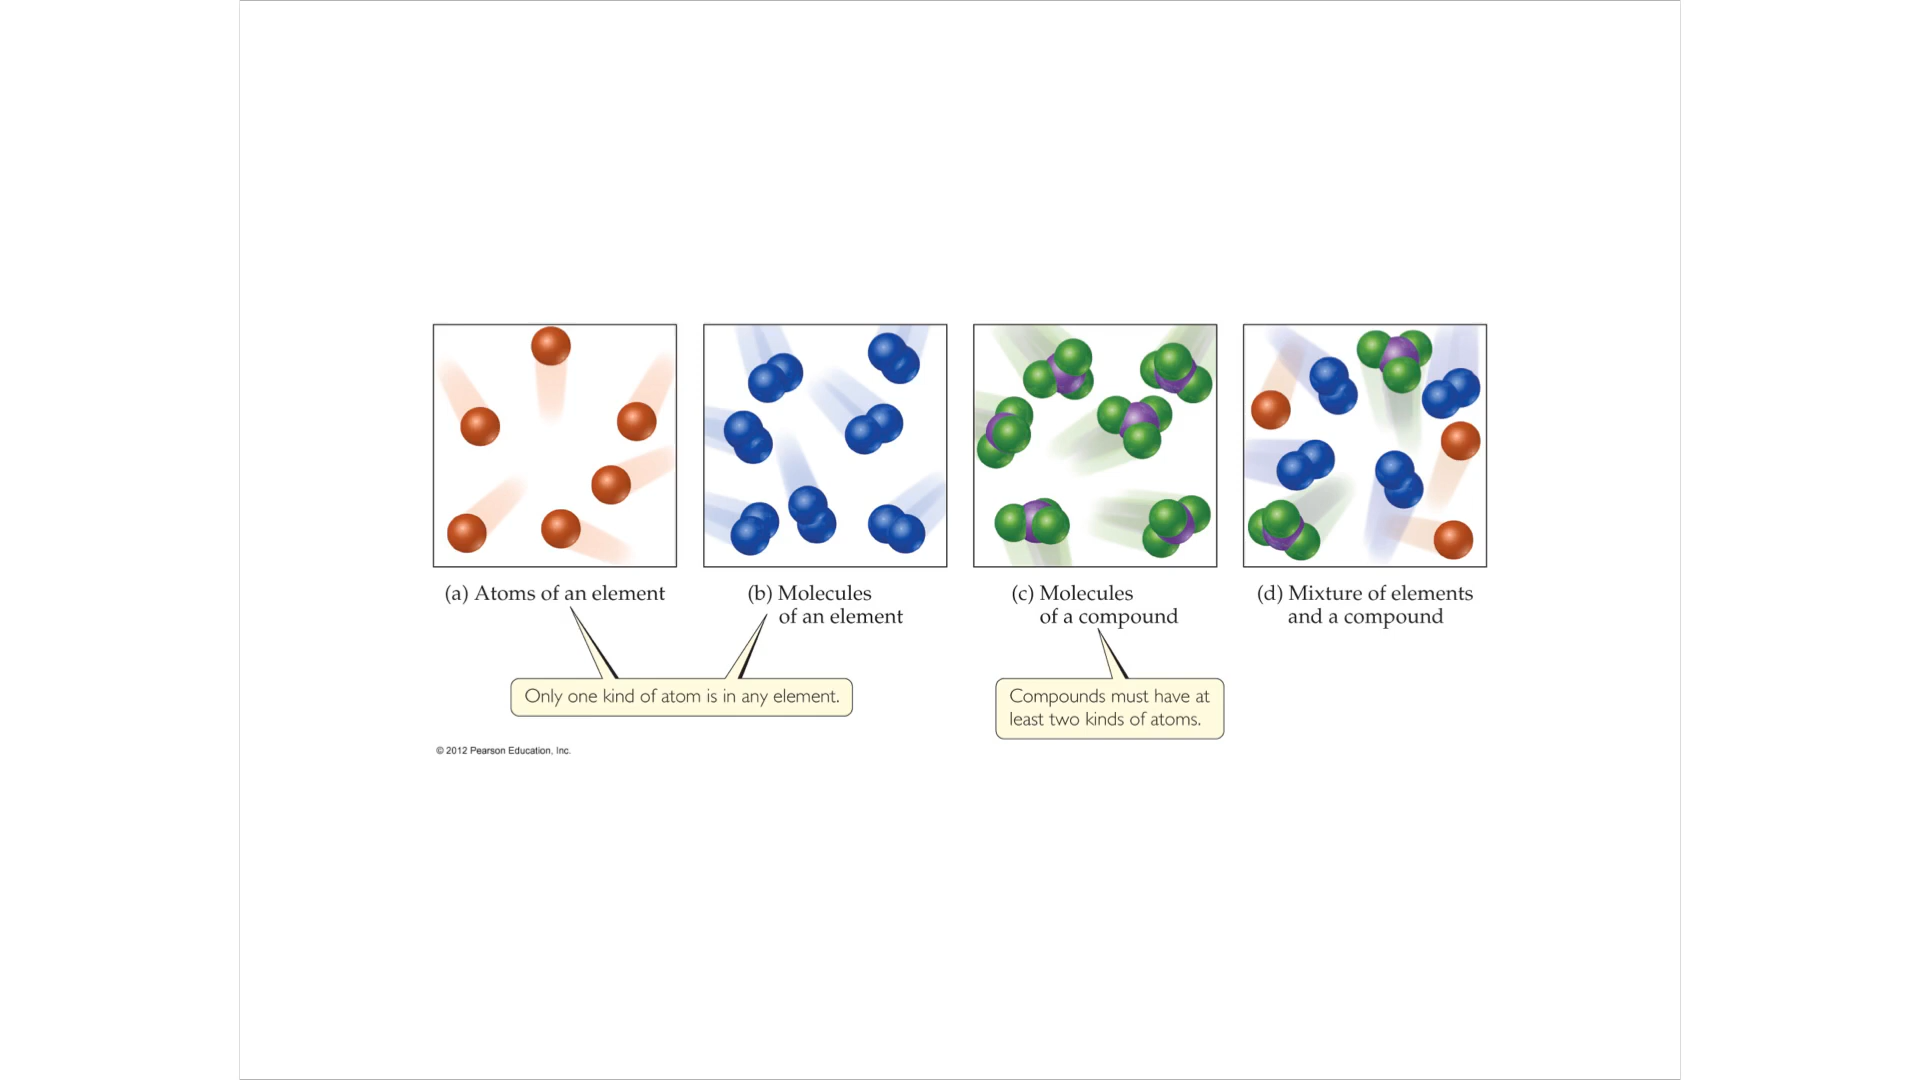 (a) Atoms of an element
(b) Molecules
of an element
(c) Molecules
of a compound
(d) Mixture of elements
and a compound
Only one kind of atom is in any element.
Compounds must have at
least two kinds of atoms.
© 2012 Pearson Education, Inc.